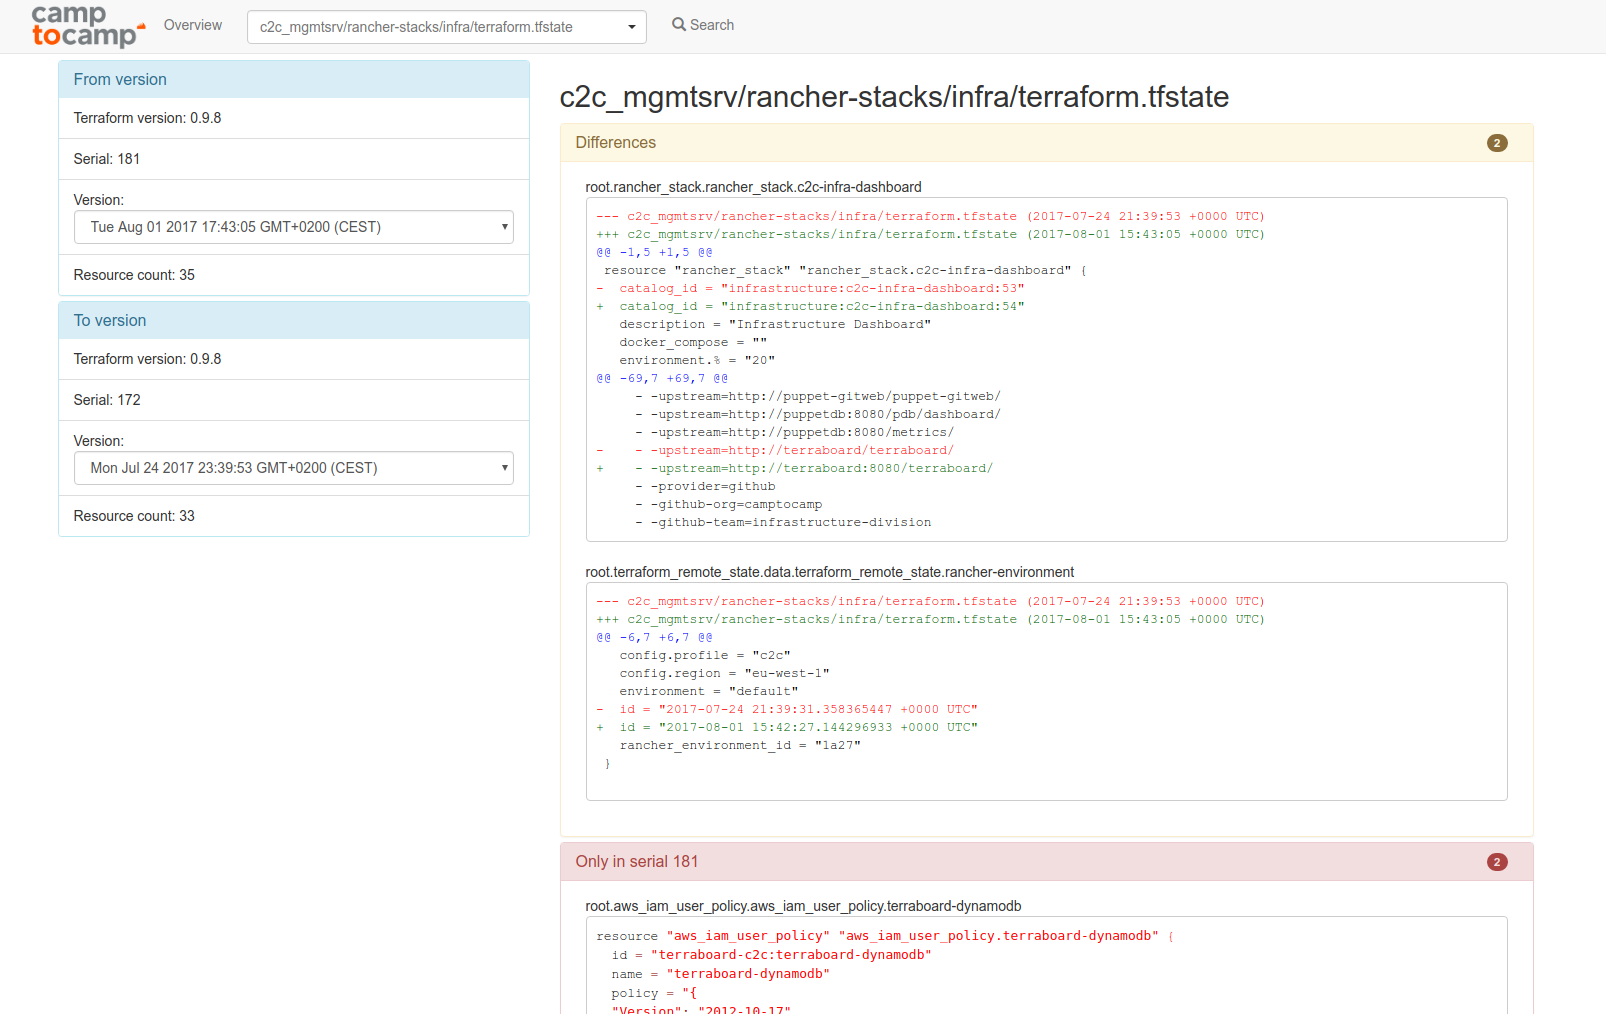 camp
tocamp
Overview
c2c_mgmtsrv/rancher-stacks/infra/terraform.tfstate
Search
From version
Terraform version: 0.9.8
Serial: 181
Version:
Tue Aug 01 2017 17:43:05 GMT+0200 (CEST)
Resource count: 35
To version
Terraform version: 0.9.8
Serial: 172
Version:
Mon Jul 24 2017 23:39:53 GMT+0200 (CEST)
Resource count: 33
c2c_mgmtsrv/rancher-stacks/infra/terraform.tfstate
Differences 2
root.rancher_stack.rancher_stack.c2c-infra-dashboard
--- c2c_mgmtsrv/rancher-stacks/infra/terraform.tfstate (2017-07-24 21:39:53 +0000 UTC)
+++ c2c_mgmtsrv/rancher-stacks/infra/terraform.tfstate (2017-08-01 15:43:05 +0000 UTC)
@@ -1,5 +1,5 @@
 resource "rancher_stack" "rancher_stack.c2c-infra-dashboard" {
-  catalog_id = "infrastructure:c2c-infra-dashboard:53"
+  catalog_id = "infrastructure:c2c-infra-dashboard:54"
   description = "Infrastructure Dashboard"
   docker_compose = ""
   environment.% = "20"
@@ -69,7 +69,7 @@
     - -upstream=http://puppet-gitweb/puppet-gitweb/
     - -upstream=http://puppetdb:8080/pdb/dashboard/
     - -upstream=http://puppetdb:8080/metrics/
-    - -upstream=http://terraboard/terraboard/
+    - -upstream=http://terraboard:8080/terraboard/
     - -provider=github
     - -github-org=camptocamp
     - -github-team=infrastructure-division
root.terraform_remote_state.data.terraform_remote_state.rancher-environment
--- c2c_mgmtsrv/rancher-stacks/infra/terraform.tfstate (2017-07-24 21:39:53 +0000 UTC)
+++ c2c_mgmtsrv/rancher-stacks/infra/terraform.tfstate (2017-08-01 15:43:05 +0000 UTC)
@@ -6,7 +6,7 @@
   config.profile = "c2c"
   config.region = "eu-west-1"
   environment = "default"
-  id = "2017-07-24 21:39:31.358365447 +0000 UTC"
+  id = "2017-08-01 15:42:27.144296933 +0000 UTC"
   rancher_environment_id = "1a27"
 }
Only in serial 181 2
root.aws_iam_user_policy.aws_iam_user_policy.terraboard-dynamodb
resource "aws_iam_user_policy" "aws_iam_user_policy.terraboard-dynamodb" {
  id = "terraboard-c2c:terraboard-dynamodb"
  name = "terraboard-dynamodb"
  policy = "{
  "Version": "2012-10-17"